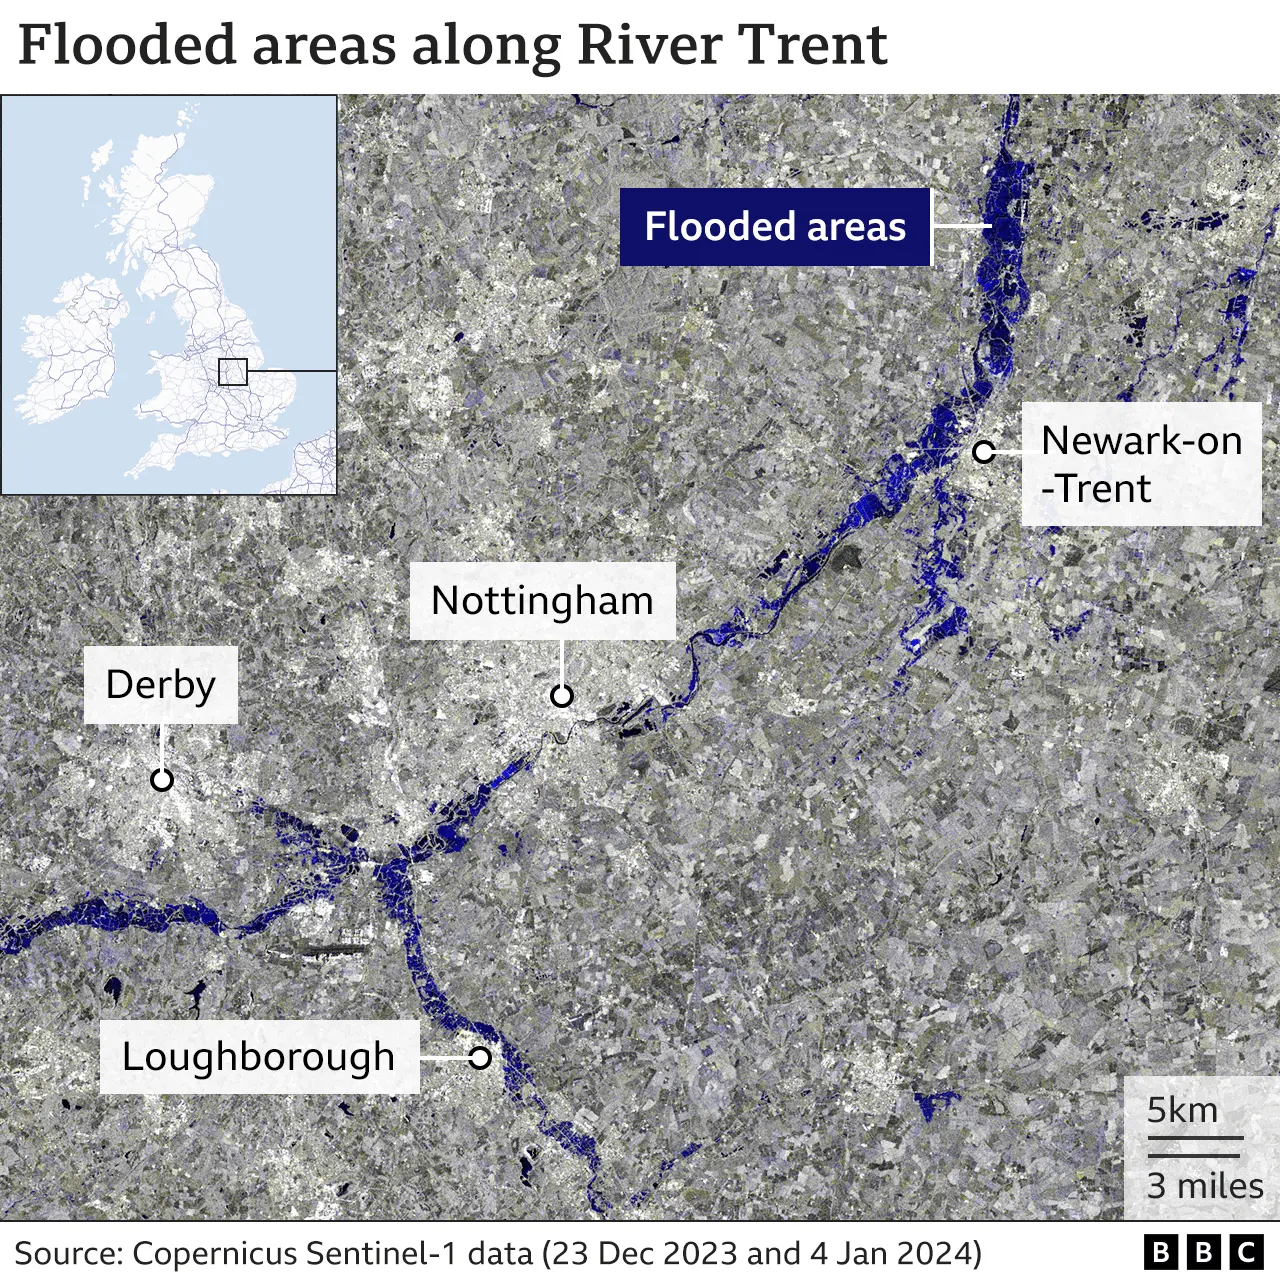 Flooded areas along River Trent
Flooded areas
Newark-on
-Trent
Nottingham
Derby
Loughborough
5km
3 miles
Source: Copernicus Sentinel-1 data (23 Dec 2023 and 4 Jan 2024)
BBC